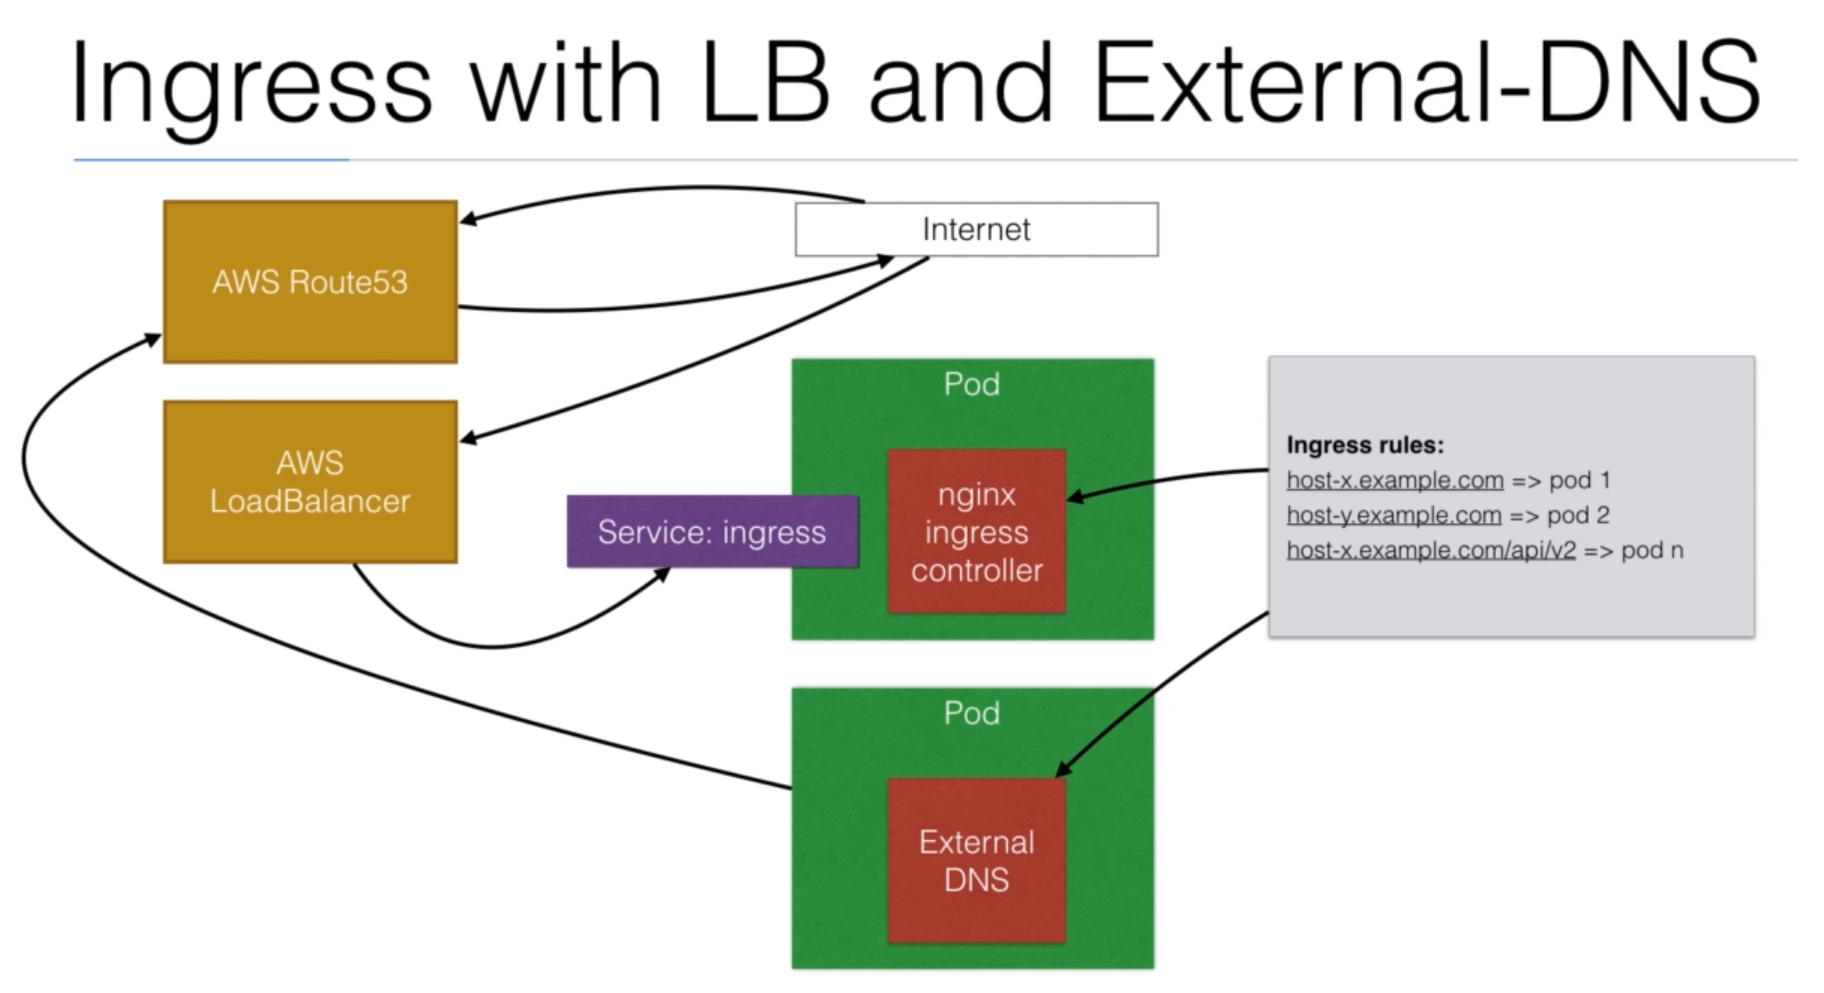 Ingress with LB and External-DNS
Internet
AWS Route53
AWS
LoadBalancer
Service: ingress
Pod
nginx
ingress
controller
Ingress rules:
host-x.example.com => pod 1
host-y.example.com => pod 2
host-x.example.com/api/v2 => pod n
Pod
External
DNS